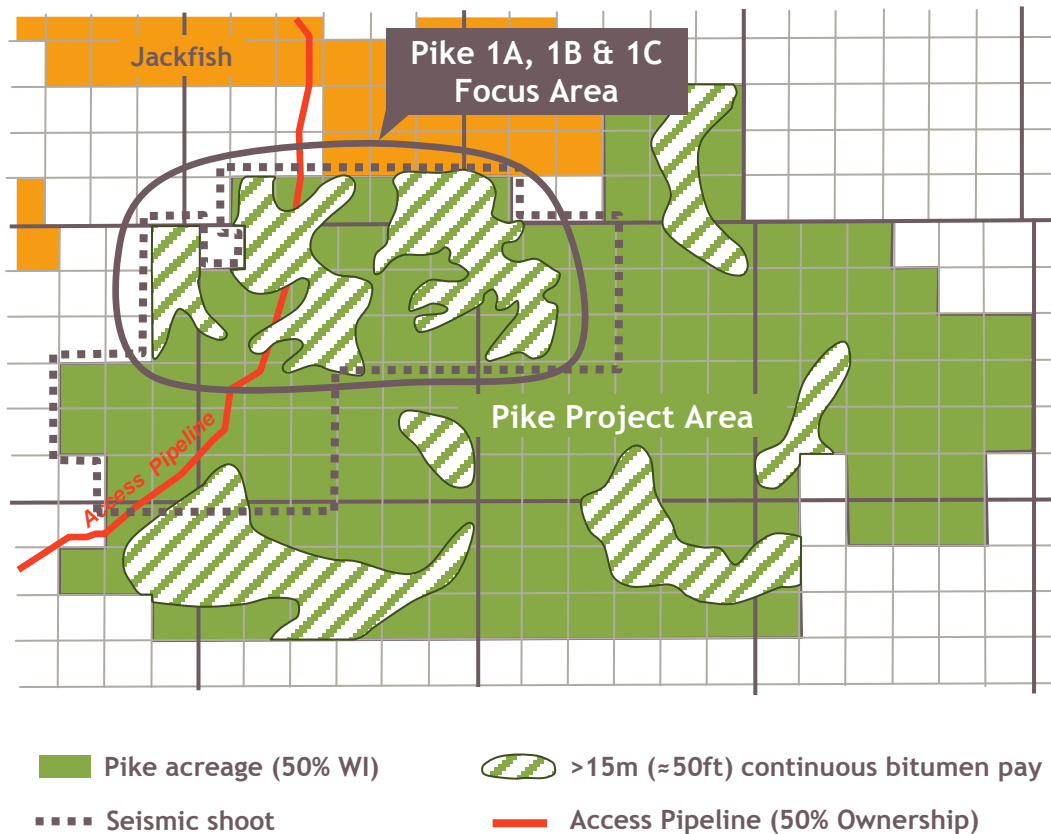 Jackfish
Pike 1A, 1B & 1C
Focus Area
Pike Project Area
Access Pipeline
Pike acreage (50% WI)
>15m (≈50ft) continuous bitumen pay
Seismic shoot
Access Pipeline (50% Ownership)